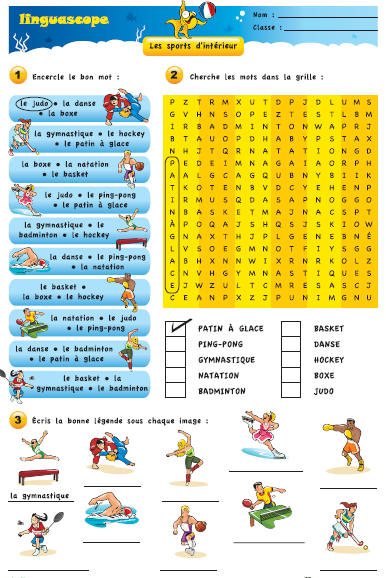 linguascope
Nom :
Classe :
Les sports d'intérieur
1 Encercle le bon mot :
le judo • la danse
• la boxe
la gymnastique • le hockey
• le patin à glace
la boxe • la natation
• le basket
le judo • le ping-pong
• le patin à glace
la gymnastique • le
badminton • le hockey
la danse • le ping-pong
• la natation
le basket •
la boxe • le hockey
la natation • le judo
• le ping-pong
la danse • le badminton
• le patin à glace
le basket • la
gymnastique • le badminton
2 Cherche les mots dans la grille :
P Z T R M X U T D P J D L U M S
G V H N S O P E Z T E S T L B M
I R B A D M I N T O N W A P R J
B T A U O P D H A B Y P S T A X
N H J T Q R N A T A T I O N G D
P E D E I M N A G A I A O R P H
A A L G C A G Q U B N Y B I I K
T K O T E N B V D C Y E H E N P
I R M U S Q D A S A P N O G G O
N B A S K E T M A J N A C S P T
À P O Q A J S H Q S J S K I O W
G N A X T H J P L G E N E B N Ê
L V S O E G M N O T F I Y S G G
A B H X N N W I X R N R K O L Z
C N V H G Y M N A S T I Q U E S
E J W Z U L T C M R E S A S C J
C E A N P X Z J P U N I M G N U
PATIN À GLACE
PING-PONG
GYMNASTIQUE
NATATION
BADMINTON
BASKET
DANSE
HOCKEY
BOXE
JUDO
3 Écris la bonne légende sous chaque image :
la gymnastique